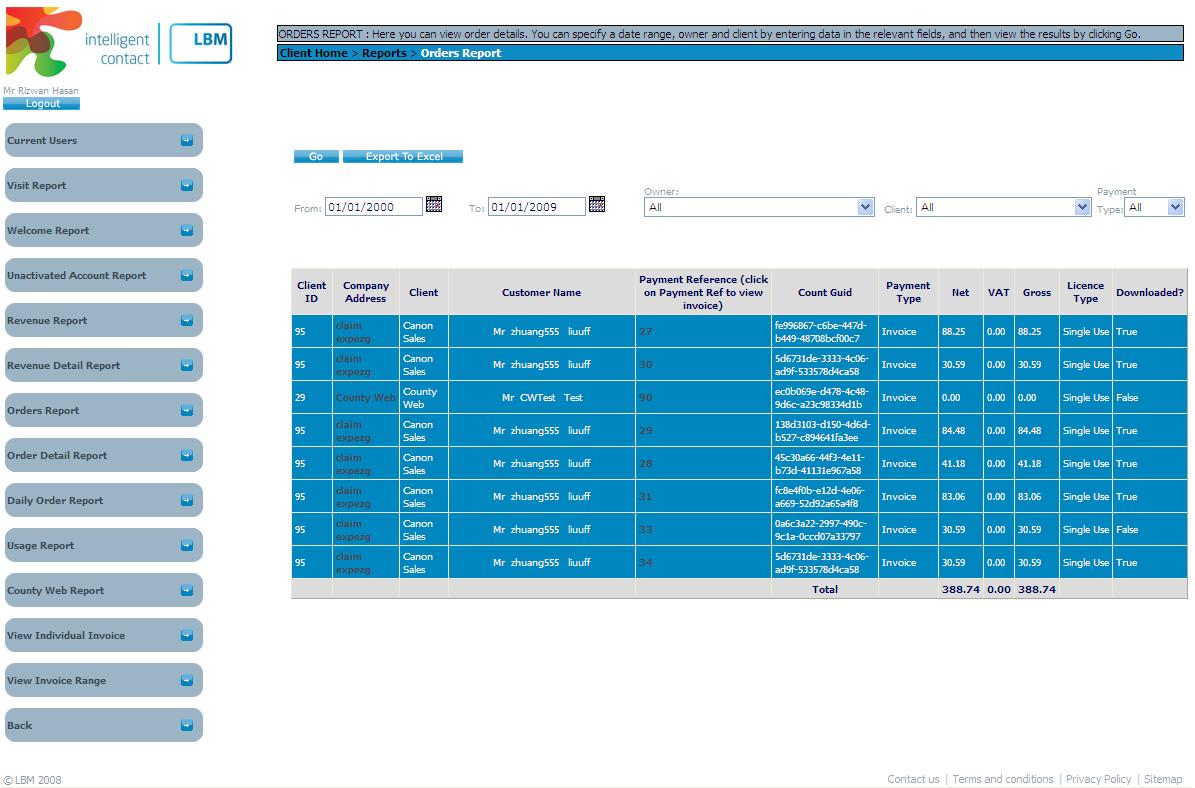 intelligent contact
LBM
Mr Rizwan Hasan
Logout
ORDERS REPORT : Here you can view order details. You can specify a date range, owner and client by entering data in the relevant fields, and then view the results by clicking Go.
Client Home > Reports > Orders Report
Current Users
Visit Report
Welcome Report
Unactivated Account Report
Revenue Report
Revenue Detail Report
Orders Report
Order Detail Report
Daily Order Report
Usage Report
County Web Report
View Individual Invoice
View Invoice Range
Back
Go Export To Excel
From: 01/01/2000 To: 01/01/2009 Owner: All Client: All Payment Type: All
Client ID Company Address Client Customer Name Payment Reference (click on Payment Ref to view invoice) Count Guid Payment Type Net VAT Gross Licence Type Downloaded?
95 claim expezg Canon Sales Mr zhuang555 liuuff 27 fe996867-c6be-447d-b449-48708bcf00c7 Invoice 88.25 0.00 88.25 Single Use True
95 claim expezg Canon Sales Mr zhuang555 liuuff 30 5d6731de-3333-4c06-ad9f-533578d4ca58 Invoice 30.59 0.00 30.59 Single Use True
29 County Web County Web Mr CWTest Test 90 ec0b069e-d478-4c48-9d6c-a23c98334d1b Invoice 0.00 0.00 0.00 Single Use False
95 claim expezg Canon Sales Mr zhuang555 liuuff 29 138d3103-d150-4d6d-b527-c894641fa3ee Invoice 84.48 0.00 84.48 Single Use True
95 claim expezg Canon Sales Mr zhuang555 liuuff 28 45c30a66-44f3-4e11-b73d-41131e967a58 Invoice 41.18 0.00 41.18 Single Use True
95 claim expezg Canon Sales Mr zhuang555 liuuff 31 fc8e4f0b-e12d-4e06-a669-52d92a65a4f8 Invoice 83.06 0.00 83.06 Single Use True
95 claim expezg Canon Sales Mr zhuang555 liuuff 33 0a6c3a22-2997-490c-9c1a-0ccd07a33797 Invoice 30.59 0.00 30.59 Single Use False
95 claim expezg Canon Sales Mr zhuang555 liuuff 34 5d6731de-3333-4c06-ad9f-533578d4ca58 Invoice 30.59 0.00 30.59 Single Use True
Total 388.74 0.00 388.74
© LBM 2008
Contact us | Terms and conditions | Privacy Policy | Sitemap